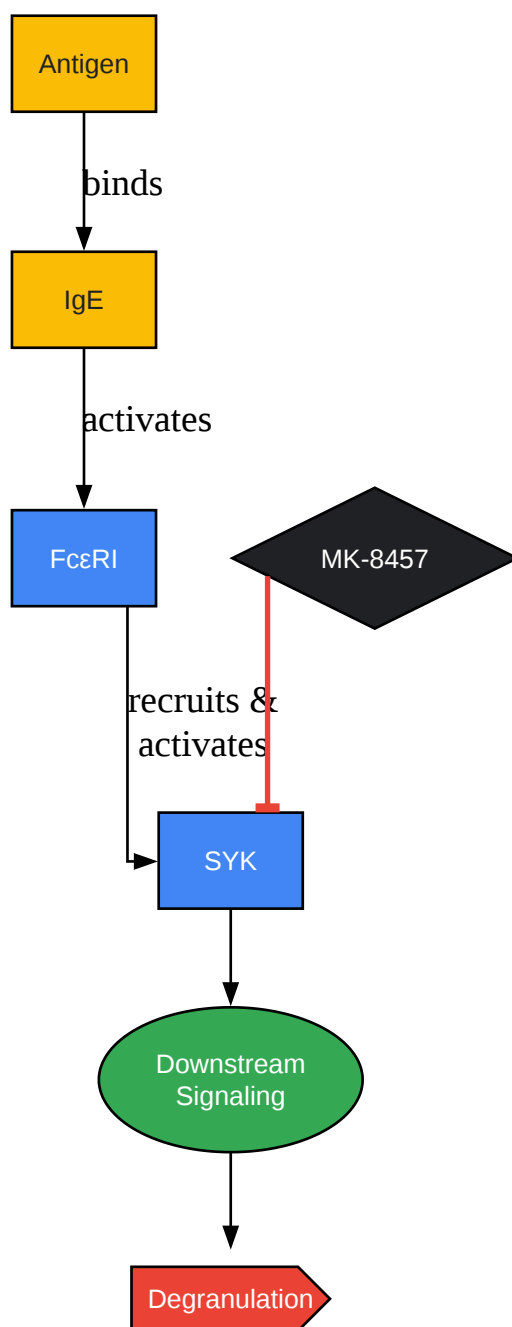 Antigen
binds
IgE
activates
FcεRI
MK-8457
recruits &
activates
SYK
Downstream
Signaling
Degranulation